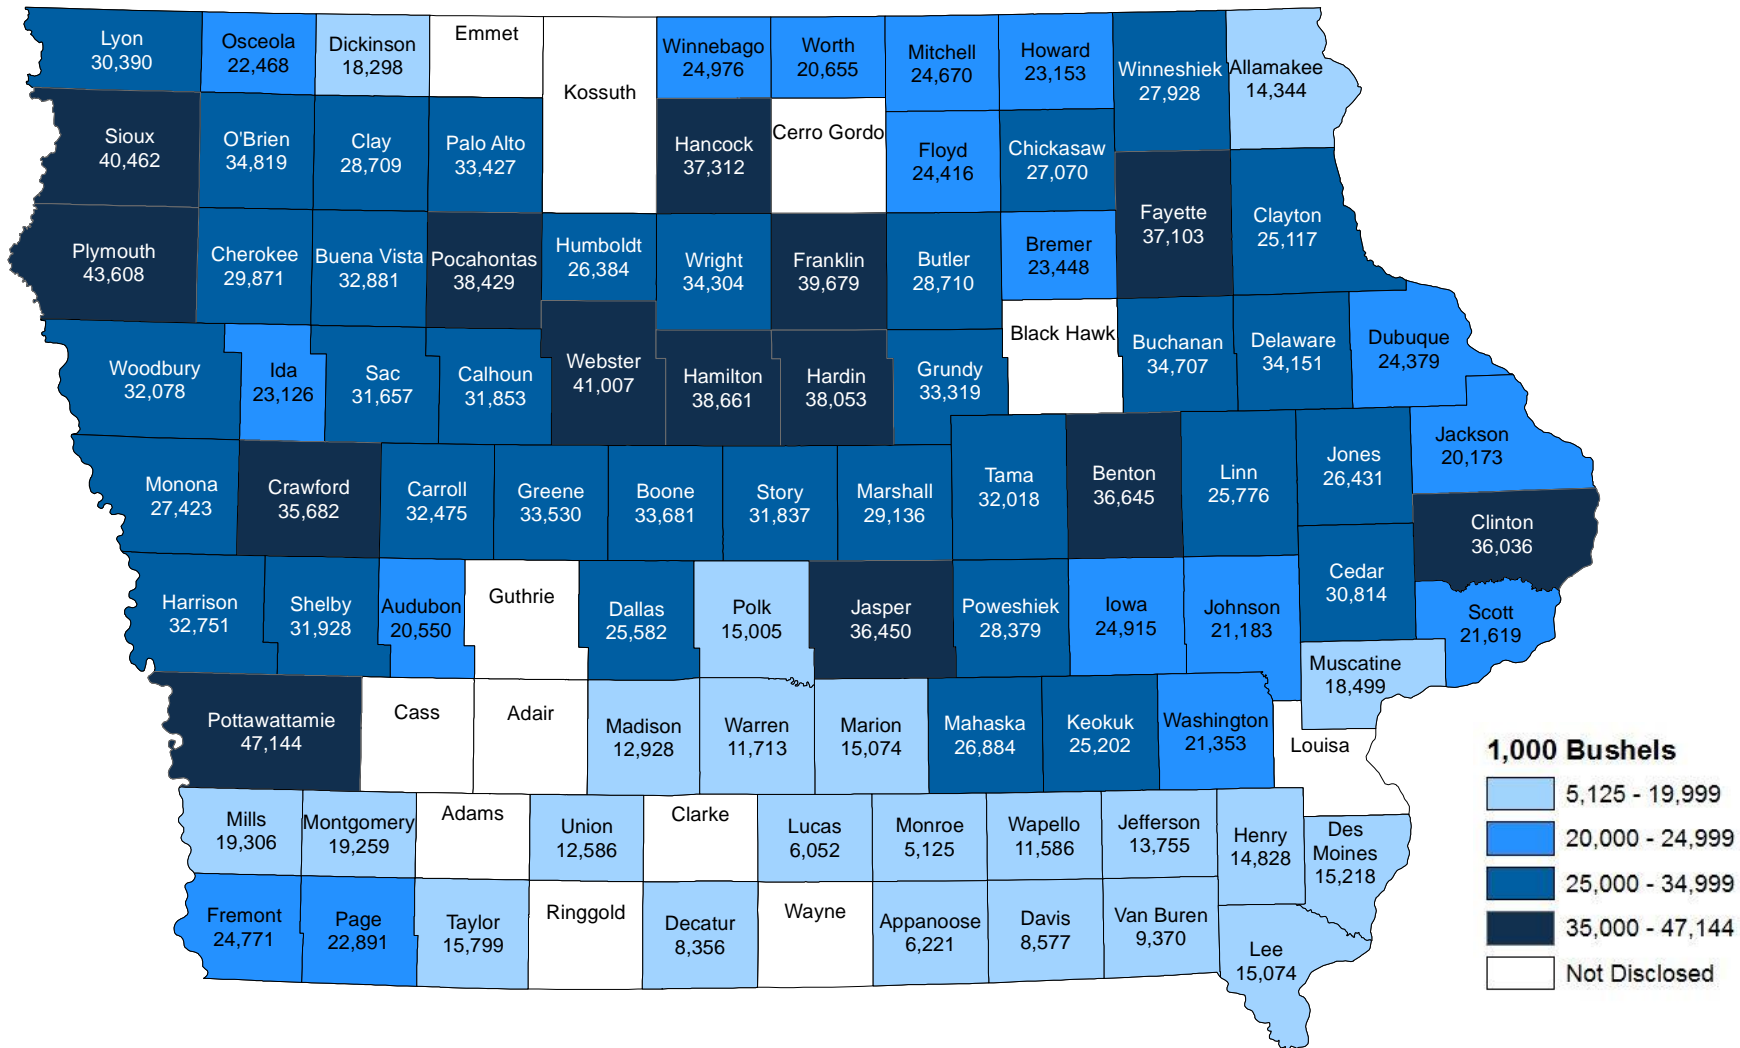 Lyon
30,390
Osceola
22,468
Dickinson
18,298
Emmet
Kossuth
Winnebago
24,976
Worth
20,655
Mitchell
24,670
Howard
23,153
Winneshiek
27,928
Allamakee
14,344
Sioux
40,462
O'Brien
34,819
Clay
28,709
Palo Alto
33,427
Hancock
37,312
Cerro Gordo
Floyd
24,416
Chickasaw
27,070
Fayette
37,103
Clayton
25,117
Plymouth
43,608
Cherokee
29,871
Buena Vista
32,881
Pocahontas
38,429
Humboldt
26,384
Wright
34,304
Franklin
39,679
Butler
28,710
Bremer
23,448
Woodbury
32,078
Ida
23,126
Sac
31,657
Calhoun
31,853
Webster
41,007
Hamilton
38,661
Hardin
38,053
Grundy
33,319
Black Hawk
Buchanan
34,707
Delaware
34,151
Dubuque
24,379
Monona
27,423
Crawford
35,682
Carroll
32,475
Greene
33,530
Boone
33,681
Story
31,837
Marshall
29,136
Tama
32,018
Benton
36,645
Linn
25,776
Jones
26,431
Jackson
20,173
Clinton
36,036
Harrison
32,751
Shelby
31,928
Audubon
20,550
Guthrie
Dallas
25,582
Polk
15,005
Jasper
36,450
Poweshiek
28,379
Iowa
24,915
Johnson
21,183
Cedar
30,814
Scott
21,619
Muscatine
18,499
Pottawattamie
47,144
Cass
Adair
Madison
12,928
Warren
11,713
Marion
15,074
Mahaska
26,884
Keokuk
25,202
Washington
21,353
Louisa
Mills
19,306
Montgomery
19,259
Adams
Union
12,586
Clarke
Lucas
6,052
Monroe
5,125
Wapello
11,586
Jefferson
13,755
Henry
14,828
Des
Moines
15,218
Fremont
24,771
Page
22,891
Taylor
15,799
Ringgold
Decatur
8,356
Wayne
Appanoose
6,221
Davis
8,577
Van Buren
9,370
Lee
15,074
1,000 Bushels
5,125 - 19,999
20,000 - 24,999
25,000 - 34,999
35,000 - 47,144
Not Disclosed